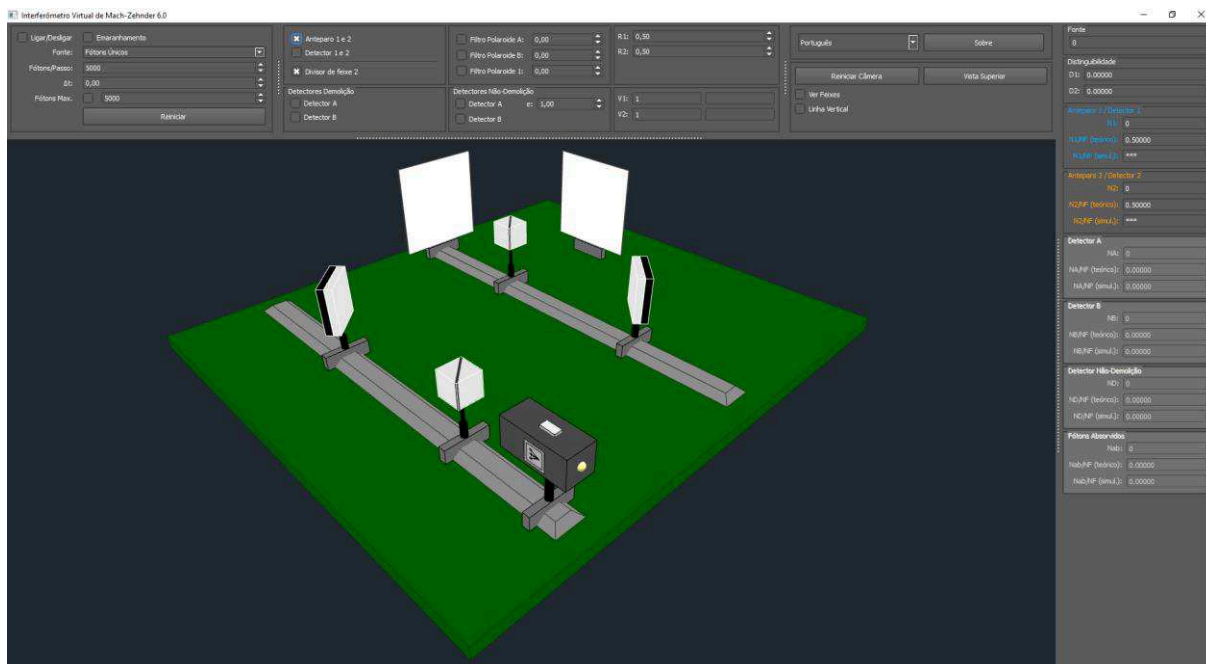 Interferômetro Virtual de Mach-Zehnder 6.0
Ligar/Desligar Emaranhamento
Fonte: Fótons Únicos
Fótons/Passo: 5000
Δt: 0,00
Fótons Max. 5000
Reiniciar
Anteparo 1 e 2
Detector 1 e 2
Divisor de feixe 2
Detectores Demolição
Detector A
Detector B
Filtro Polaroide A: 0,00
Filtro Polaroide B: 0,00
Filtro Polaroide 1: 0,00
Detectores Não-Demolição
Detector A e: 1,00
Detector B
R1: 0,50
R2: 0,50
V1: 1
V2: 1
Português Sobre
Reiniciar Câmera Vista Superior
Ver Feixes
Linha Vertical
Fonte
0
Distinguibilidade
D1: 0.00000
D2: 0.00000
Anteparo 1 / Detector 1
N1: 0
N1/NF (teórico): 0.50000
N1/NF (simul.): ***
Anteparo 2 / Detector 2
N2: 0
N2/NF (teórico): 0.50000
N2/NF (simul.): ***
Detector A
NA: 0
NA/NF (teórico): 0.00000
NA/NF (simul.): 0.00000
Detector B
NB: 0
NB/NF (teórico): 0.00000
NB/NF (simul.): 0.00000
Detector Não-Demolição
ND: 0
ND/NF (teórico): 0.00000
ND/NF (simul.): 0.00000
Fótons Absorvidos
Nab: 0
Nab/NF (teórico): 0.00000
Nab/NF (simul.): 0.00000